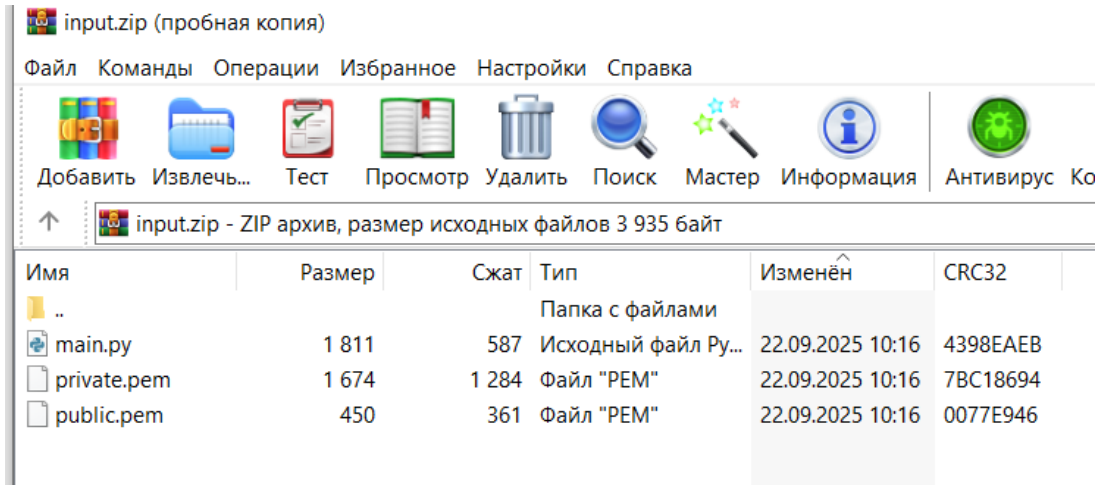 input.zip (пробная копия)
Файл Команды Операции Избранное Настройки Справка
Добавить Извлечь... Тест Просмотр Удалить Поиск Мастер Информация Антивирус Ко
input.zip - ZIP архив, размер исходных файлов 3 935 байт
Имя Размер Сжат Тип Изменён CRC32
.. Папка с файлами
main.py 1 811 587 Исходный файл Py... 22.09.2025 10:16 4398EAEB
private.pem 1 674 1 284 Файл "PEM" 22.09.2025 10:16 7BC18694
public.pem 450 361 Файл "PEM" 22.09.2025 10:16 0077E946